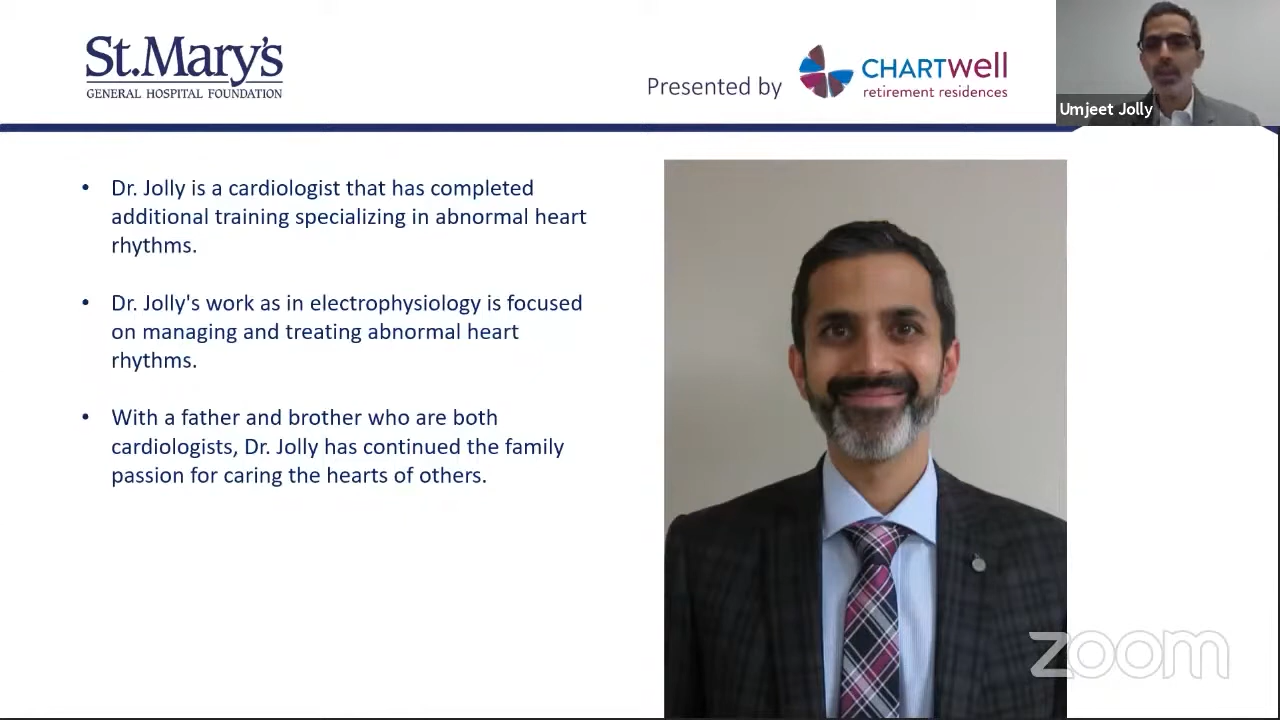 St.Mary's
GENERAL HOSPITAL FOUNDATION
Presented by
CHARTwell
retirement residences
Umjeet Jolly
• Dr. Jolly is a cardiologist that has completed
additional training specializing in abnormal heart
rhythms.
• Dr. Jolly's work as in electrophysiology is focused
on managing and treating abnormal heart
rhythms.
• With a father and brother who are both
cardiologists, Dr. Jolly has continued the family
passion for caring the hearts of others.
zoom